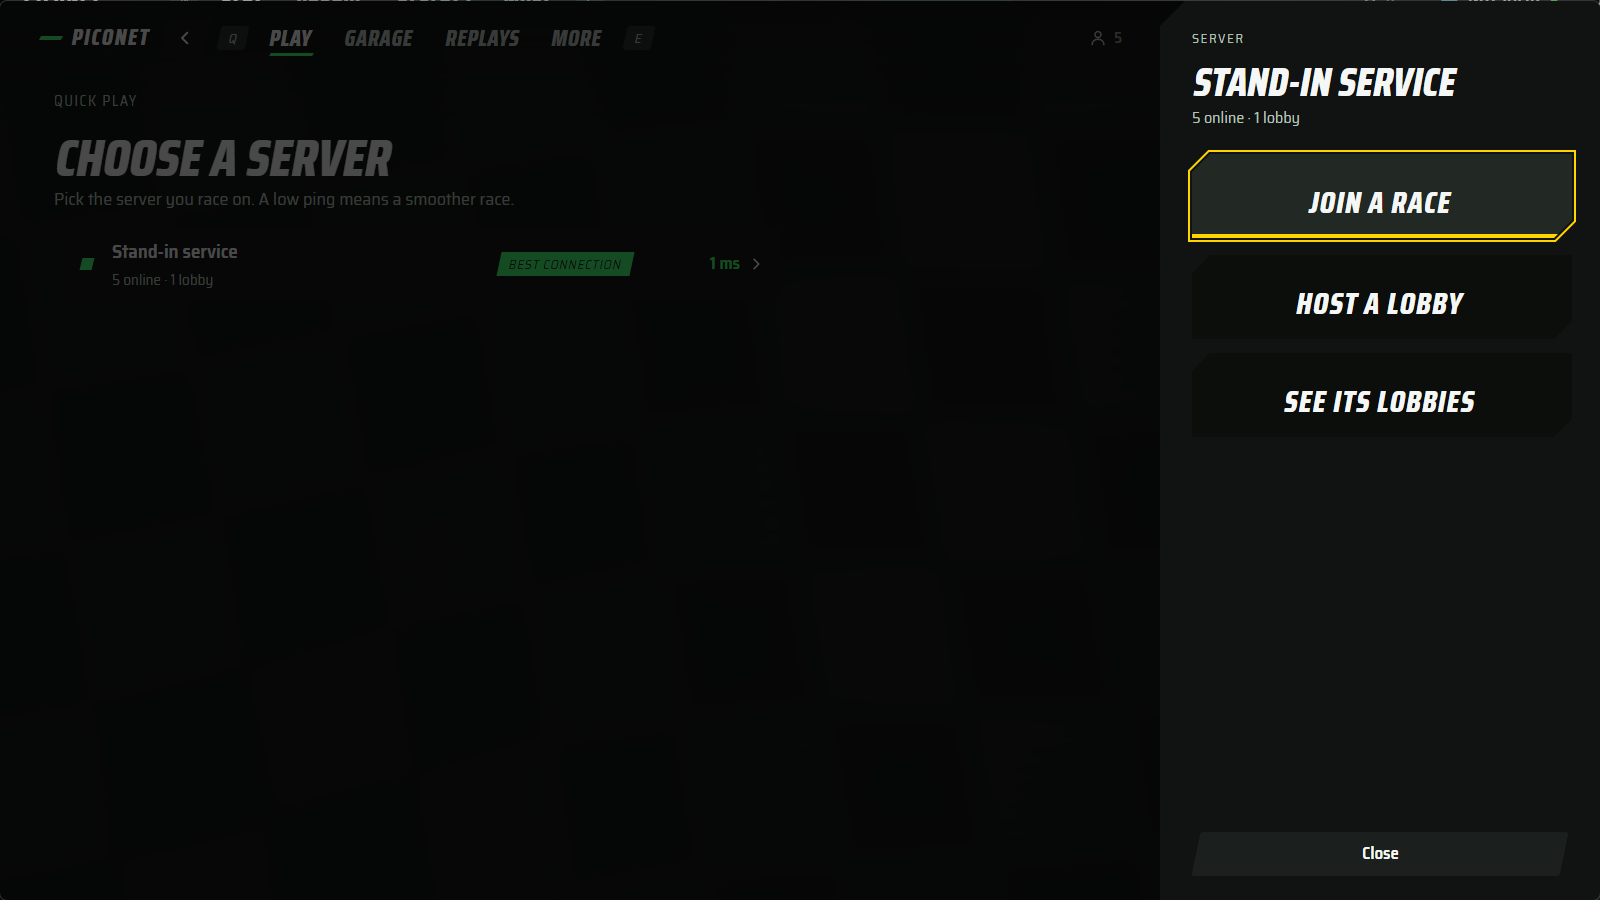 PICONET
Q
PLAY
GARAGE
REPLAYS
MORE
E
5
QUICK PLAY
CHOOSE A SERVER
Pick the server you race on. A low ping means a smoother race.
Stand-in service
5 online · 1 lobby
BEST CONNECTION
1 ms
SERVER
STAND-IN SERVICE
5 online · 1 lobby
JOIN A RACE
HOST A LOBBY
SEE ITS LOBBIES
Close